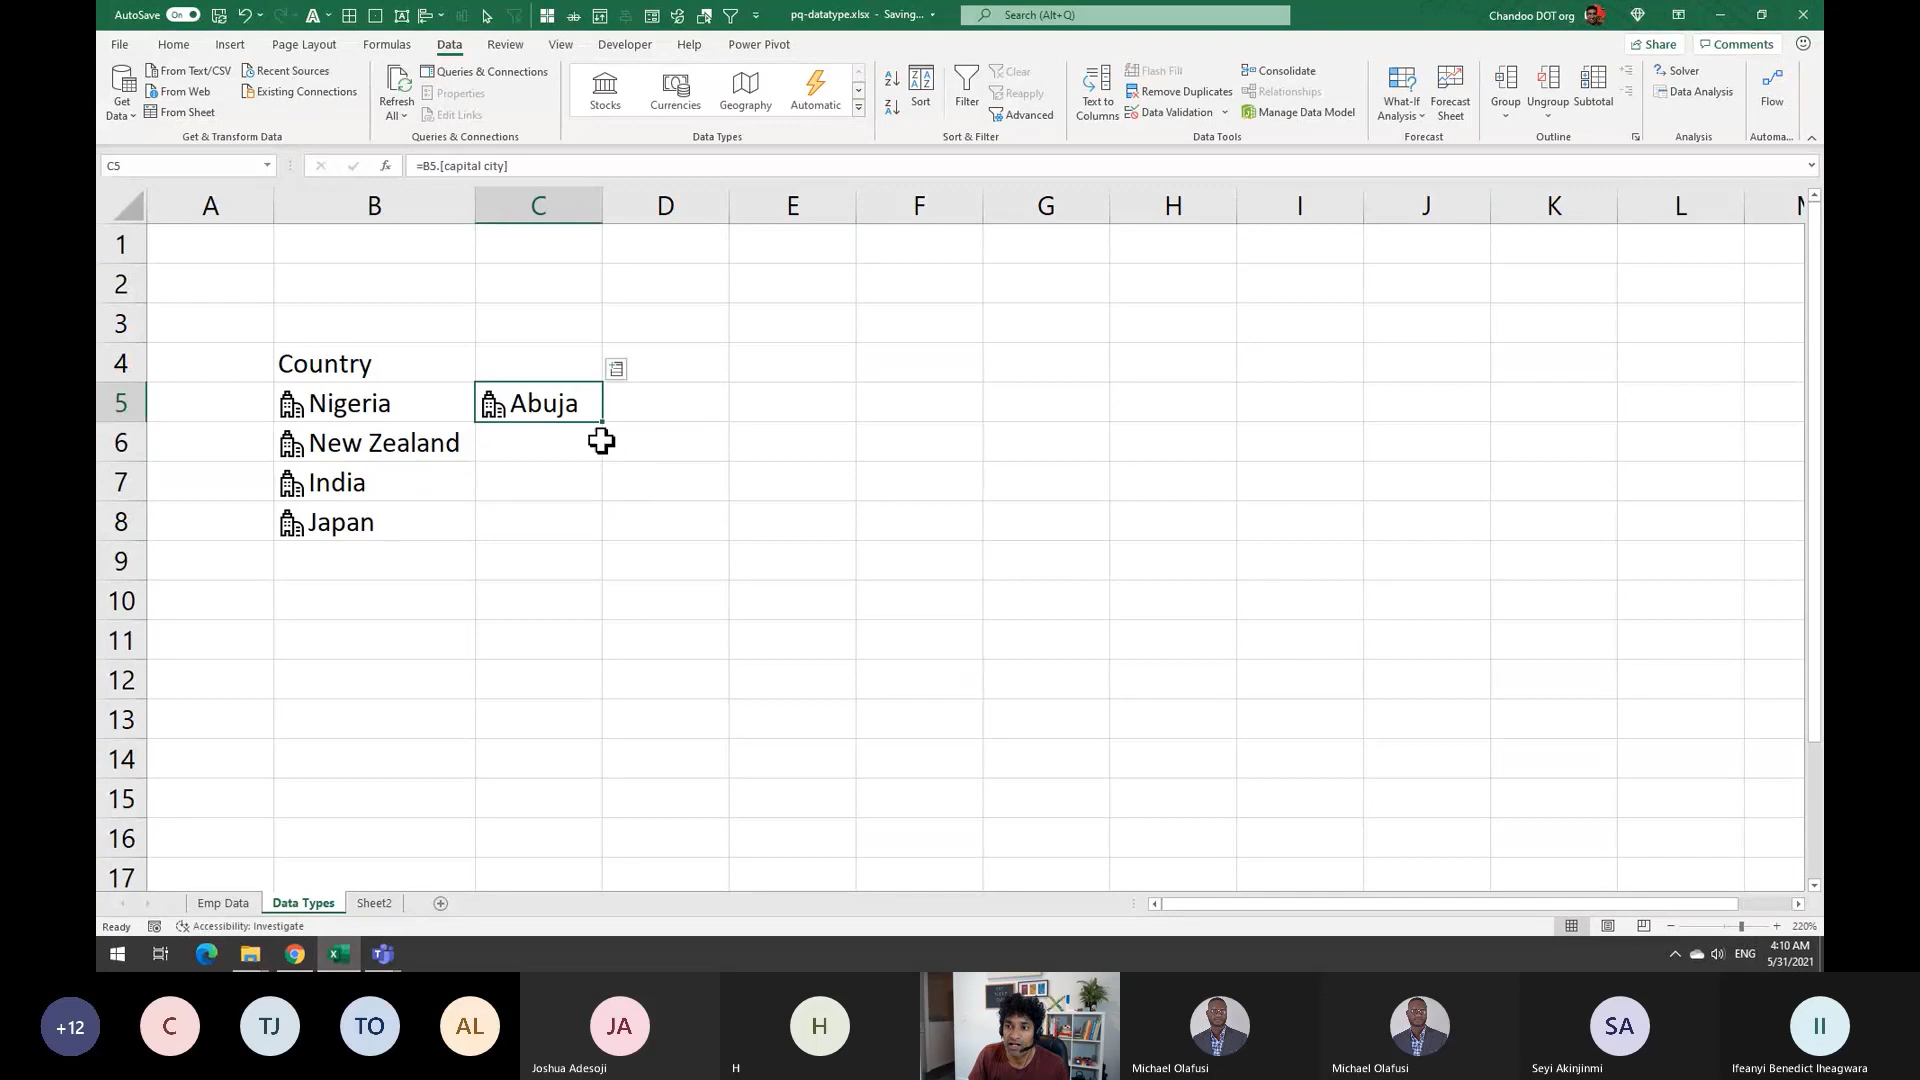 AutoSave On
pq-datatype.xlsx - Saving...
Search (Alt+Q)
Chandoo DOT org
File Home Insert Page Layout Formulas Data Review View Developer Help Power Pivot
Share Comments
Get Data
From Text/CSV
From Web
From Sheet
Recent Sources
Existing Connections
Get & Transform Data
Refresh All
Queries & Connections
Properties
Edit Links
Queries & Connections
Stocks Currencies Geography Automatic
Data Types
Sort
Filter
Clear
Reapply
Advanced
Sort & Filter
Text to Columns
Flash Fill
Remove Duplicates
Data Validation
Consolidate
Relationships
Manage Data Model
Data Tools
What-If Analysis
Forecast Sheet
Forecast
Group Ungroup Subtotal
Outline
Solver
Data Analysis
Analysis
Flow
Automa...
C5
fx
=B5.[capital city]
A B C D E F G H I J K L
1
2
3
4 Country
5 Nigeria Abuja
6 New Zealand
7 India
8 Japan
9
10
11
12
13
14
15
16
17
Emp Data Data Types Sheet2
Ready Accessibility: Investigate
220%
ENG
4:10 AM
5/31/2021
+12 C TJ TO AL JA H SA II
Joshua Adesoji
H
Michael Olafusi
Michael Olafusi
Seyi Akinjinmi
Ifeanyi Benedict Iheagwara